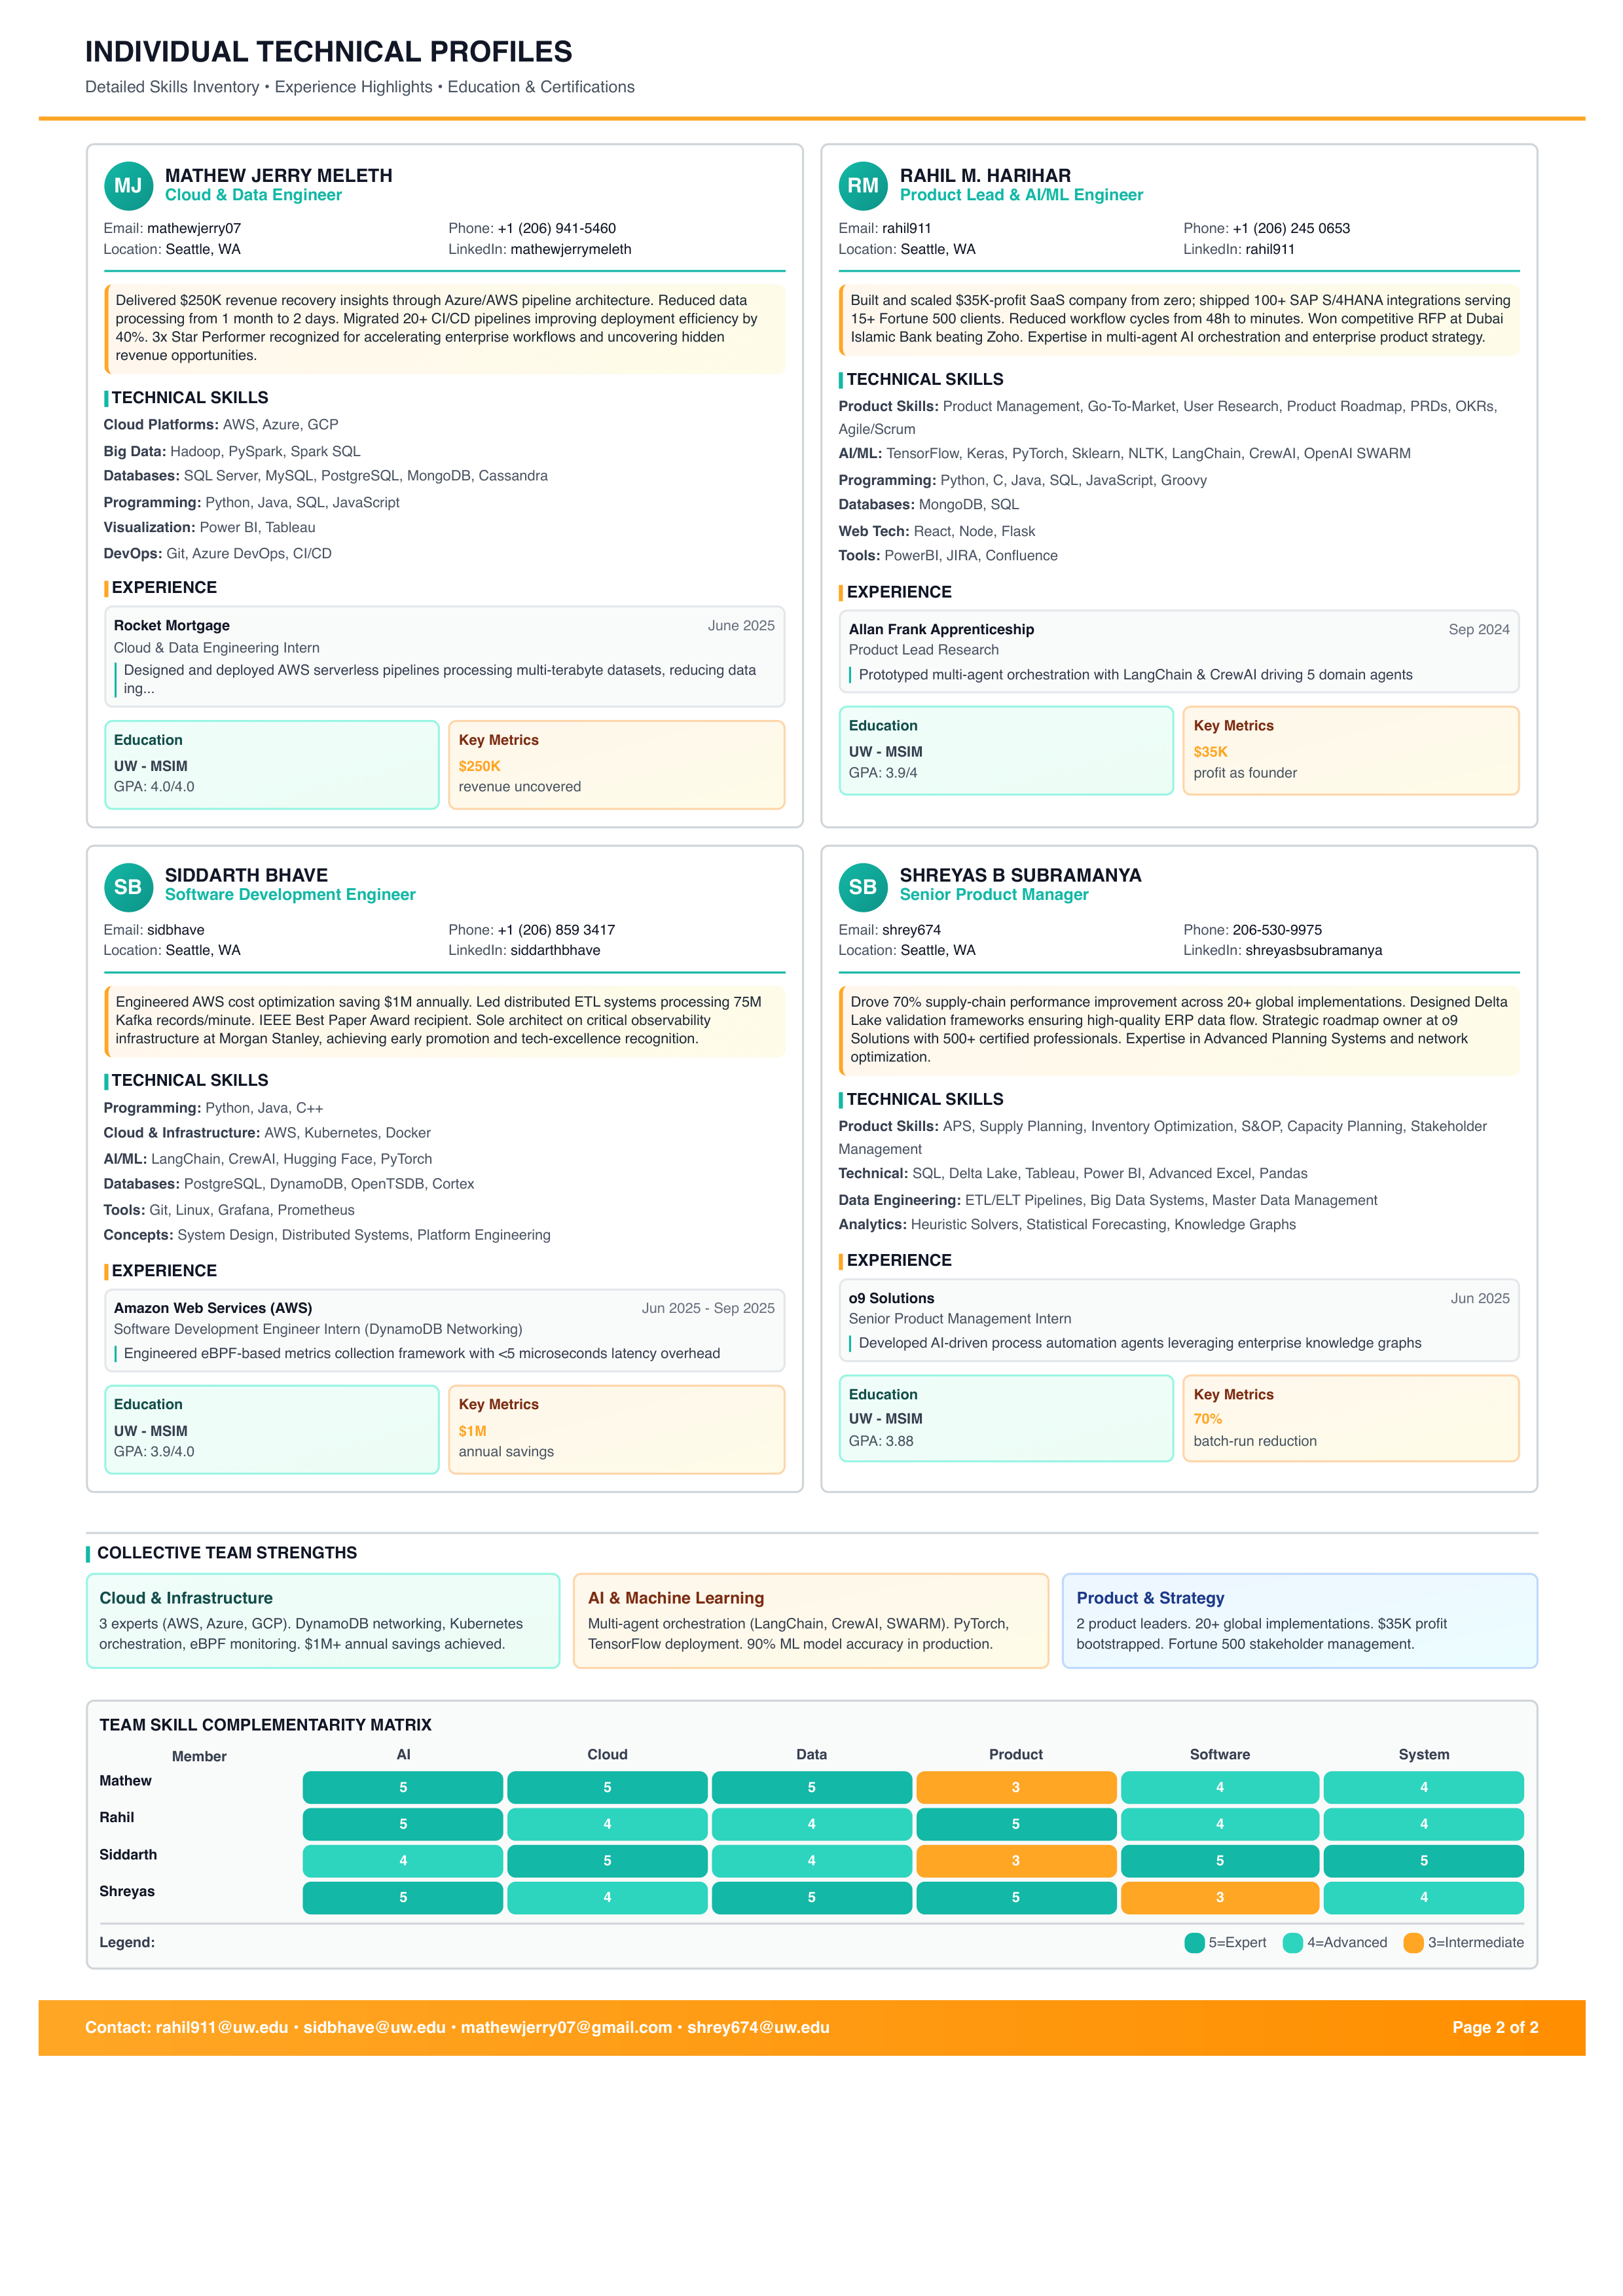 INDIVIDUAL TECHNICAL PROFILES
Detailed Skills Inventory • Experience Highlights • Education & Certifications
MJ
MATHEW JERRY MELETH
Cloud & Data Engineer
Email: mathewjerry07
Phone: +1 (206) 941-5460
Location: Seattle, WA
LinkedIn: mathewjerrymeleth
Delivered $250K revenue recovery insights through Azure/AWS pipeline architecture. Reduced data
processing from 1 month to 2 days. Migrated 20+ CI/CD pipelines improving deployment efficiency by
40%. 3x Star Performer recognized for accelerating enterprise workflows and uncovering hidden
revenue opportunities.
TECHNICAL SKILLS
Cloud Platforms: AWS, Azure, GCP
Big Data: Hadoop, PySpark, Spark SQL
Databases: SQL Server, MySQL, PostgreSQL, MongoDB, Cassandra
Programming: Python, Java, SQL, JavaScript
Visualization: Power BI, Tableau
DevOps: Git, Azure DevOps, CI/CD
EXPERIENCE
Rocket Mortgage
June 2025
Cloud & Data Engineering Intern
Designed and deployed AWS serverless pipelines processing multi-terabyte datasets, reducing data
ing...
Education
UW - MSIM
GPA: 4.0/4.0
Key Metrics
$250K
revenue uncovered
RM
RAHIL M. HARIHAR
Product Lead & AI/ML Engineer
Email: rahil911
Phone: +1 (206) 245 0653
Location: Seattle, WA
LinkedIn: rahil911
Built and scaled $35K-profit SaaS company from zero; shipped 100+ SAP S/4HANA integrations serving
15+ Fortune 500 clients. Reduced workflow cycles from 48h to minutes. Won competitive RFP at Dubai
Islamic Bank beating Zoho. Expertise in multi-agent AI orchestration and enterprise product strategy.
TECHNICAL SKILLS
Product Skills: Product Management, Go-To-Market, User Research, Product Roadmap, PRDs, OKRs,
Agile/Scrum
AI/ML: TensorFlow, Keras, PyTorch, Sklearn, NLTK, LangChain, CrewAI, OpenAI SWARM
Programming: Python, C, Java, SQL, JavaScript, Groovy
Databases: MongoDB, SQL
Web Tech: React, Node, Flask
Tools: PowerBI, JIRA, Confluence
EXPERIENCE
Allan Frank Apprenticeship
Sep 2024
Product Lead Research
Prototyped multi-agent orchestration with LangChain & CrewAI driving 5 domain agents
Education
UW - MSIM
GPA: 3.9/4
Key Metrics
$35K
profit as founder
SB
SIDDARTH BHAVE
Software Development Engineer
Email: sidbhave
Phone: +1 (206) 859 3417
Location: Seattle, WA
LinkedIn: siddarthbhave
Engineered AWS cost optimization saving $1M annually. Led distributed ETL systems processing 75M
Kafka records/minute. IEEE Best Paper Award recipient. Sole architect on critical observability
infrastructure at Morgan Stanley, achieving early promotion and tech-excellence recognition.
TECHNICAL SKILLS
Programming: Python, Java, C++
Cloud & Infrastructure: AWS, Kubernetes, Docker
AI/ML: LangChain, CrewAI, Hugging Face, PyTorch
Databases: PostgreSQL, DynamoDB, OpenTSDB, Cortex
Tools: Git, Linux, Grafana, Prometheus
Concepts: System Design, Distributed Systems, Platform Engineering
EXPERIENCE
Amazon Web Services (AWS)
Jun 2025 - Sep 2025
Software Development Engineer Intern (DynamoDB Networking)
Engineered eBPF-based metrics collection framework with <5 microseconds latency overhead
Education
UW - MSIM
GPA: 3.9/4.0
Key Metrics
$1M
annual savings
SB
SHREYAS B SUBRAMANYA
Senior Product Manager
Email: shrey674
Phone: 206-530-9975
Location: Seattle, WA
LinkedIn: shreyasbsubramanya
Drove 70% supply-chain performance improvement across 20+ global implementations. Designed Delta
Lake validation frameworks ensuring high-quality ERP data flow. Strategic roadmap owner at o9
Solutions with 500+ certified professionals. Expertise in Advanced Planning Systems and network
optimization.
TECHNICAL SKILLS
Product Skills: APS, Supply Planning, Inventory Optimization, S&OP, Capacity Planning, Stakeholder
Management
Technical: SQL, Delta Lake, Tableau, Power BI, Advanced Excel, Pandas
Data Engineering: ETL/ELT Pipelines, Big Data Systems, Master Data Management
Analytics: Heuristic Solvers, Statistical Forecasting, Knowledge Graphs
EXPERIENCE
o9 Solutions
Jun 2025
Senior Product Management Intern
Developed AI-driven process automation agents leveraging enterprise knowledge graphs
Education
UW - MSIM
GPA: 3.88
Key Metrics
70%
batch-run reduction
COLLECTIVE TEAM STRENGTHS
Cloud & Infrastructure
3 experts (AWS, Azure, GCP). DynamoDB networking, Kubernetes
orchestration, eBPF monitoring. $1M+ annual savings achieved.
AI & Machine Learning
Multi-agent orchestration (LangChain, CrewAI, SWARM). PyTorch,
TensorFlow deployment. 90% ML model accuracy in production.
Product & Strategy
2 product leaders. 20+ global implementations. $35K profit
bootstrapped. Fortune 500 stakeholder management.
TEAM SKILL COMPLEMENTARITY MATRIX
Member AI Cloud Data Product Software System
Mathew 5 5 5 3 4 4
Rahil 5 4 4 5 4 4
Siddarth 4 5 4 3 5 5
Shreyas 5 4 5 5 3 4
Legend: 5=Expert 4=Advanced 3=Intermediate
Contact: rahil911@uw.edu • sidbhave@uw.edu • mathewjerry07@gmail.com • shrey674@uw.edu
Page 2 of 2